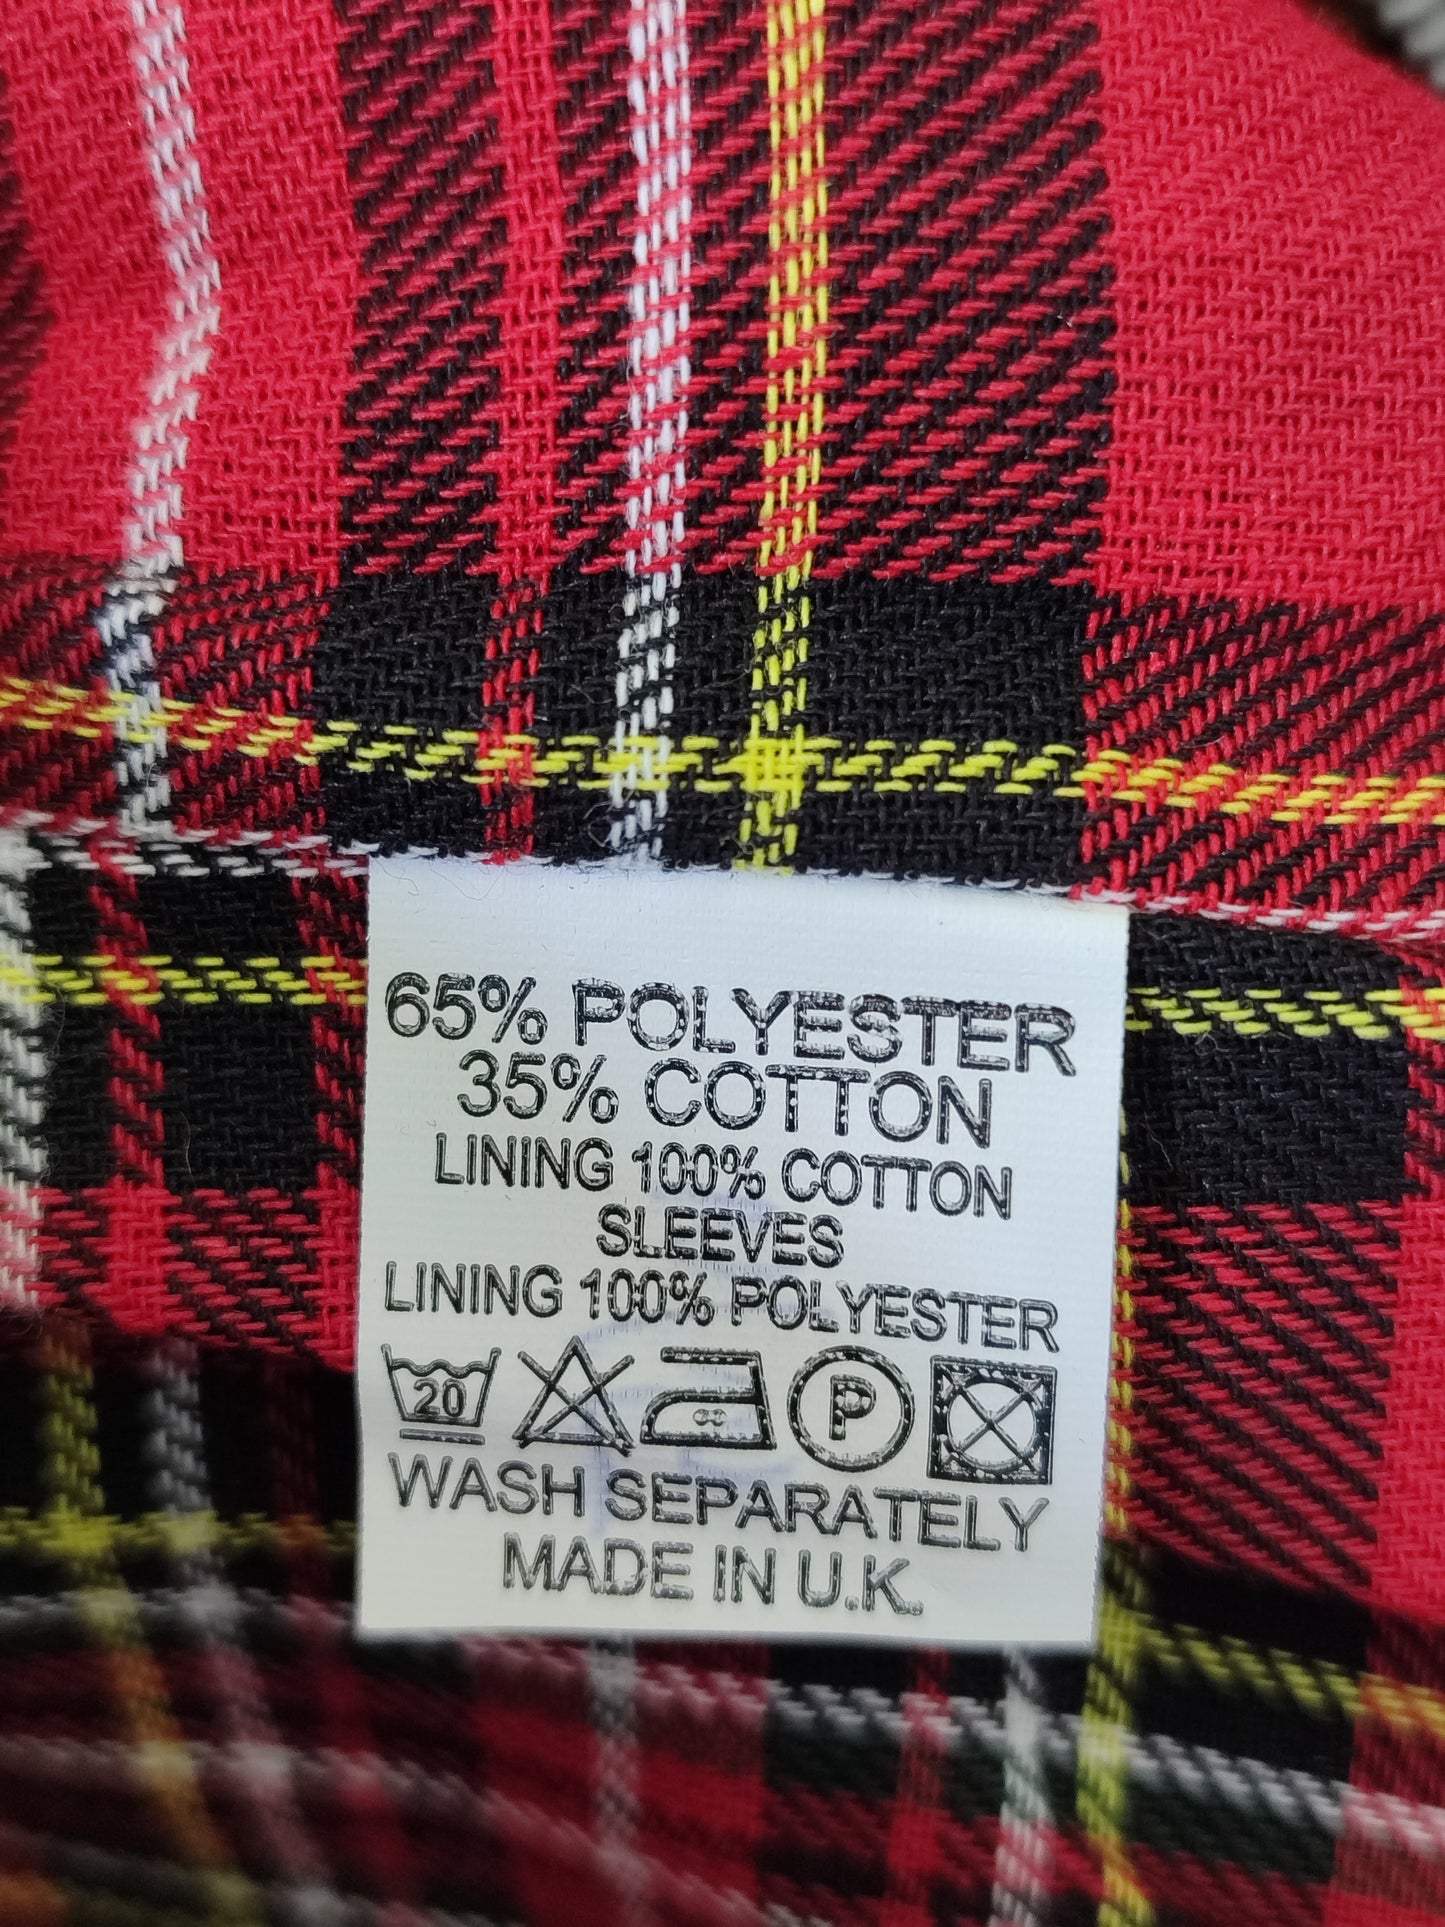 65% POLYESTER
35% COTTON
LINING 100% COTTON
SLEEVES
LINING 100% POLYESTER
20 P
WASH SEPARATELY
MADE IN U.K.